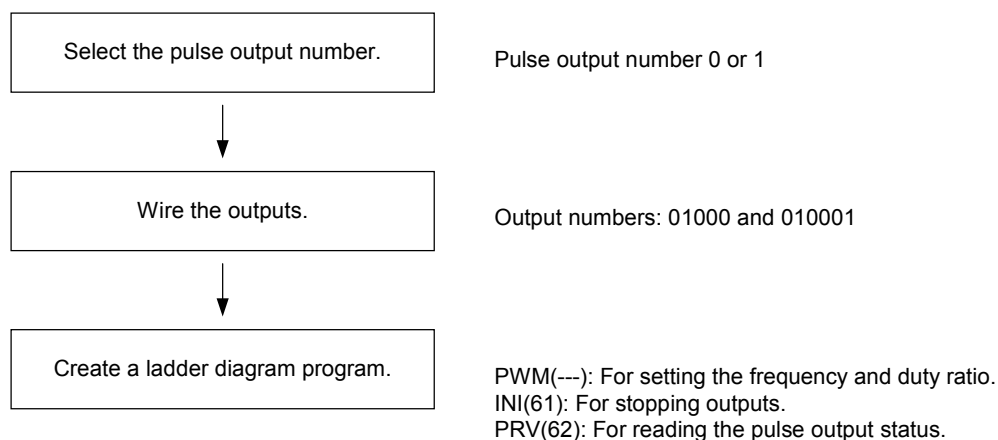 Select the pulse output number.
Pulse output number 0 or 1
Wire the outputs.
Output numbers: 01000 and 010001
Create a ladder diagram program.
PWM(---): For setting the frequency and duty ratio.
INI(61): For stopping outputs.
PRV(62): For reading the pulse output status.